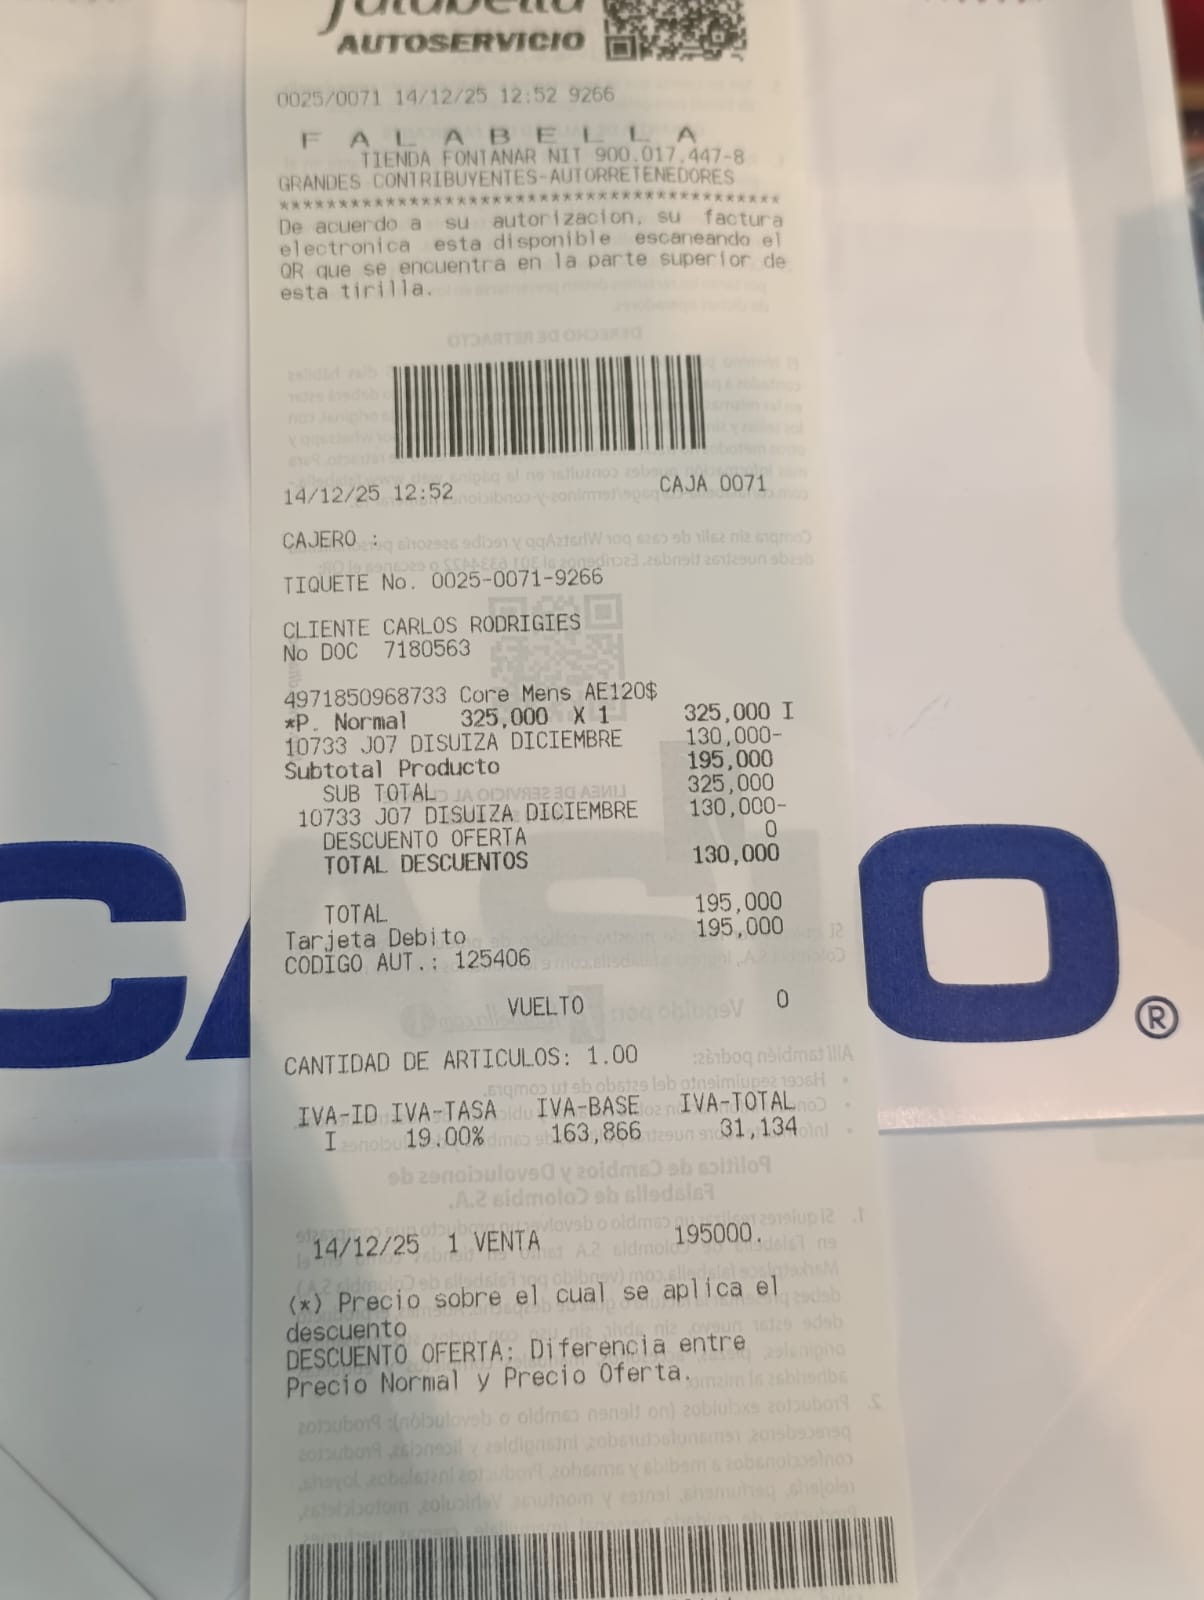 falabella
AUTOSERVICIO
0025/0071 14/12/25 12:52 9266
F A L A B E L L A
TIENDA FONTANAR NIT 900.017.447-8
GRANDES CONTRIBUYENTES-AUTORRETENEDORES
******************************************
De acuerdo a su autorizacion, su factura
electronica esta disponible escaneando el
QR que se encuentra en la parte superior de
esta tirilla.
14/12/25 12:52 CAJA 0071
CAJERO :
TIQUETE No. 0025-0071-9266
CLIENTE CARLOS RODRIGIES
No DOC 7180563
4971850968733 Core Mens AE120$
*P. Normal 325,000 X 1 325,000 I
10733 J07 DISUIZA DICIEMBRE 130,000-
Subtotal Producto 195,000
SUB TOTAL 325,000
10733 J07 DISUIZA DICIEMBRE 130,000-
DESCUENTO OFERTA 0
TOTAL DESCUENTOS 130,000
TOTAL 195,000
Tarjeta Debito 195,000
CODIGO AUT.: 125406
VUELTO 0
CANTIDAD DE ARTICULOS: 1.00
IVA-ID IVA-TASA IVA-BASE IVA-TOTAL
I 19.00% 163,866 31,134
14/12/25 1 VENTA 195000.
(*) Precio sobre el cual se aplica el
descuento
DESCUENTO OFERTA: Diferencia entre
Precio Normal y Precio Oferta.
CASIO®